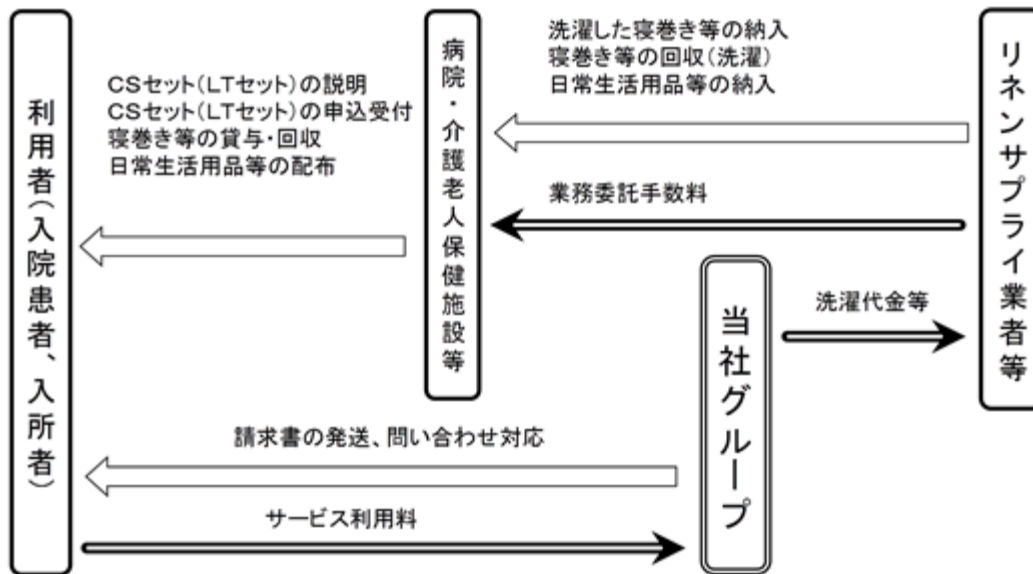 利用者(入院患者、入所者)
CSセット(LTセット)の説明
CSセット(LTセット)の申込受付
寝巻き等の貸与・回収
日常生活用品等の配布
病院・介護老人保健施設等
洗濯した寝巻き等の納入
寝巻き等の回収(洗濯)
日常生活用品等の納入
業務委託手数料
リネンサプライ業者等
当社グループ
洗濯代金等
請求書の発送、問い合わせ対応
サービス利用料